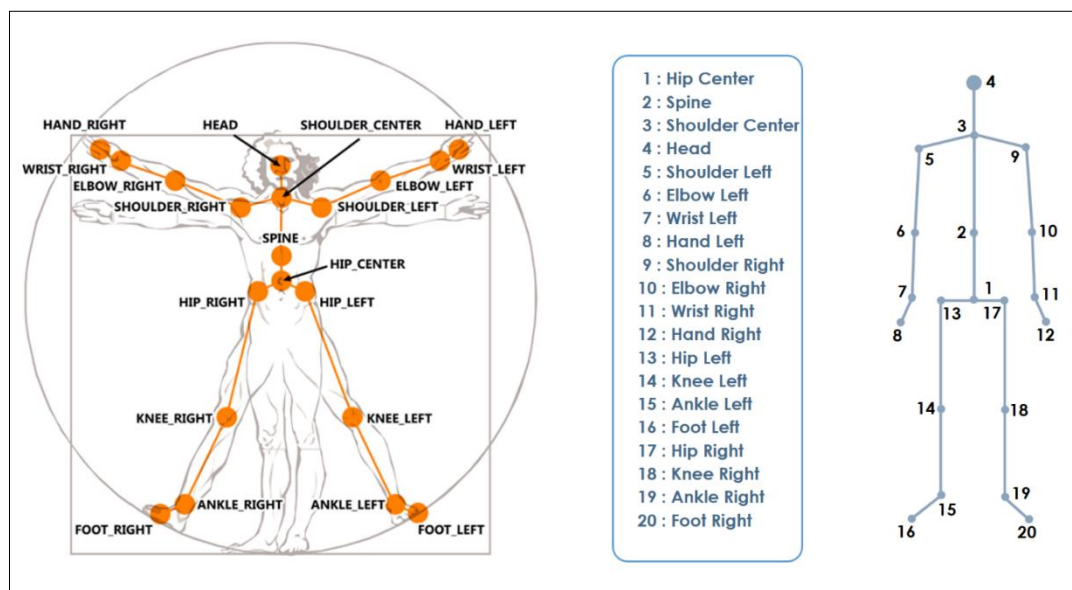 HAND_RIGHT
HEAD
SHOULDER_CENTER
HAND_LEFT
WRIST_RIGHT
WRIST_LEFT
ELBOW_RIGHT
ELBOW_LEFT
SHOULDER_RIGHT
SHOULDER_LEFT
SPINE
HIP_CENTER
HIP_RIGHT
HIP_LEFT
KNEE_RIGHT
KNEE_LEFT
ANKLE_RIGHT
ANKLE_LEFT
FOOT_RIGHT
FOOT_LEFT
1 : Hip Center
2 : Spine
3 : Shoulder Center
4 : Head
5 : Shoulder Left
6 : Elbow Left
7 : Wrist Left
8 : Hand Left
9 : Shoulder Right
10 : Elbow Right
11 : Wrist Right
12 : Hand Right
13 : Hip Left
14 : Knee Left
15 : Ankle Left
16 : Foot Left
17 : Hip Right
18 : Knee Right
19 : Ankle Right
20 : Foot Right
4
3
5
9
6
2
10
7
1
11
13
17
8
12
14
18
15
19
16
20